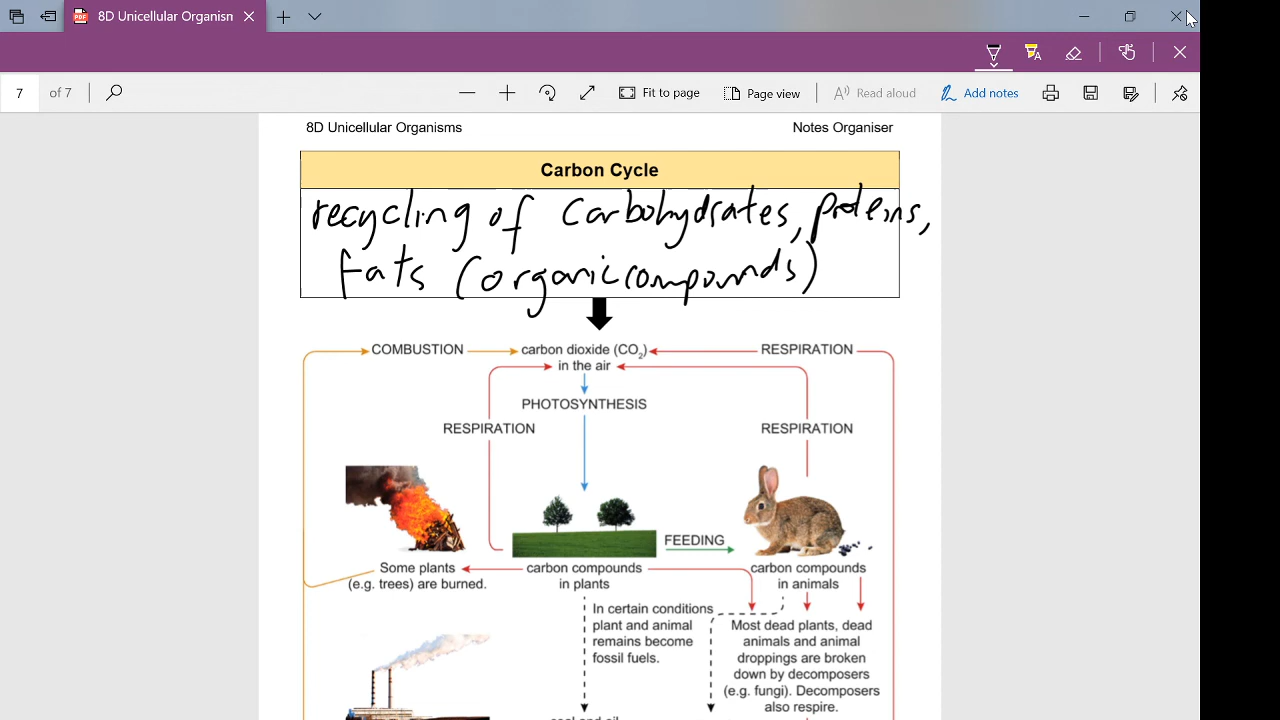 8D Unicellular Organisn
7 of 7
Fit to page
Page view
Read aloud
Add notes
8D Unicellular Organisms
Notes Organiser
Carbon Cycle
recycling of Carbohydrates, proteins,
fats (organic compounds)
COMBUSTION
carbon dioxide (CO₂)
in the air
RESPIRATION
PHOTOSYNTHESIS
RESPIRATION
RESPIRATION
FEEDING
Some plants
(e.g. trees) are burned.
carbon compounds
in plants
carbon compounds
in animals
In certain conditions
plant and animal
remains become
fossil fuels.
Most dead plants, dead
animals and animal
droppings are broken
down by decomposers
(e.g. fungi). Decomposers
also respire.
coal and oil